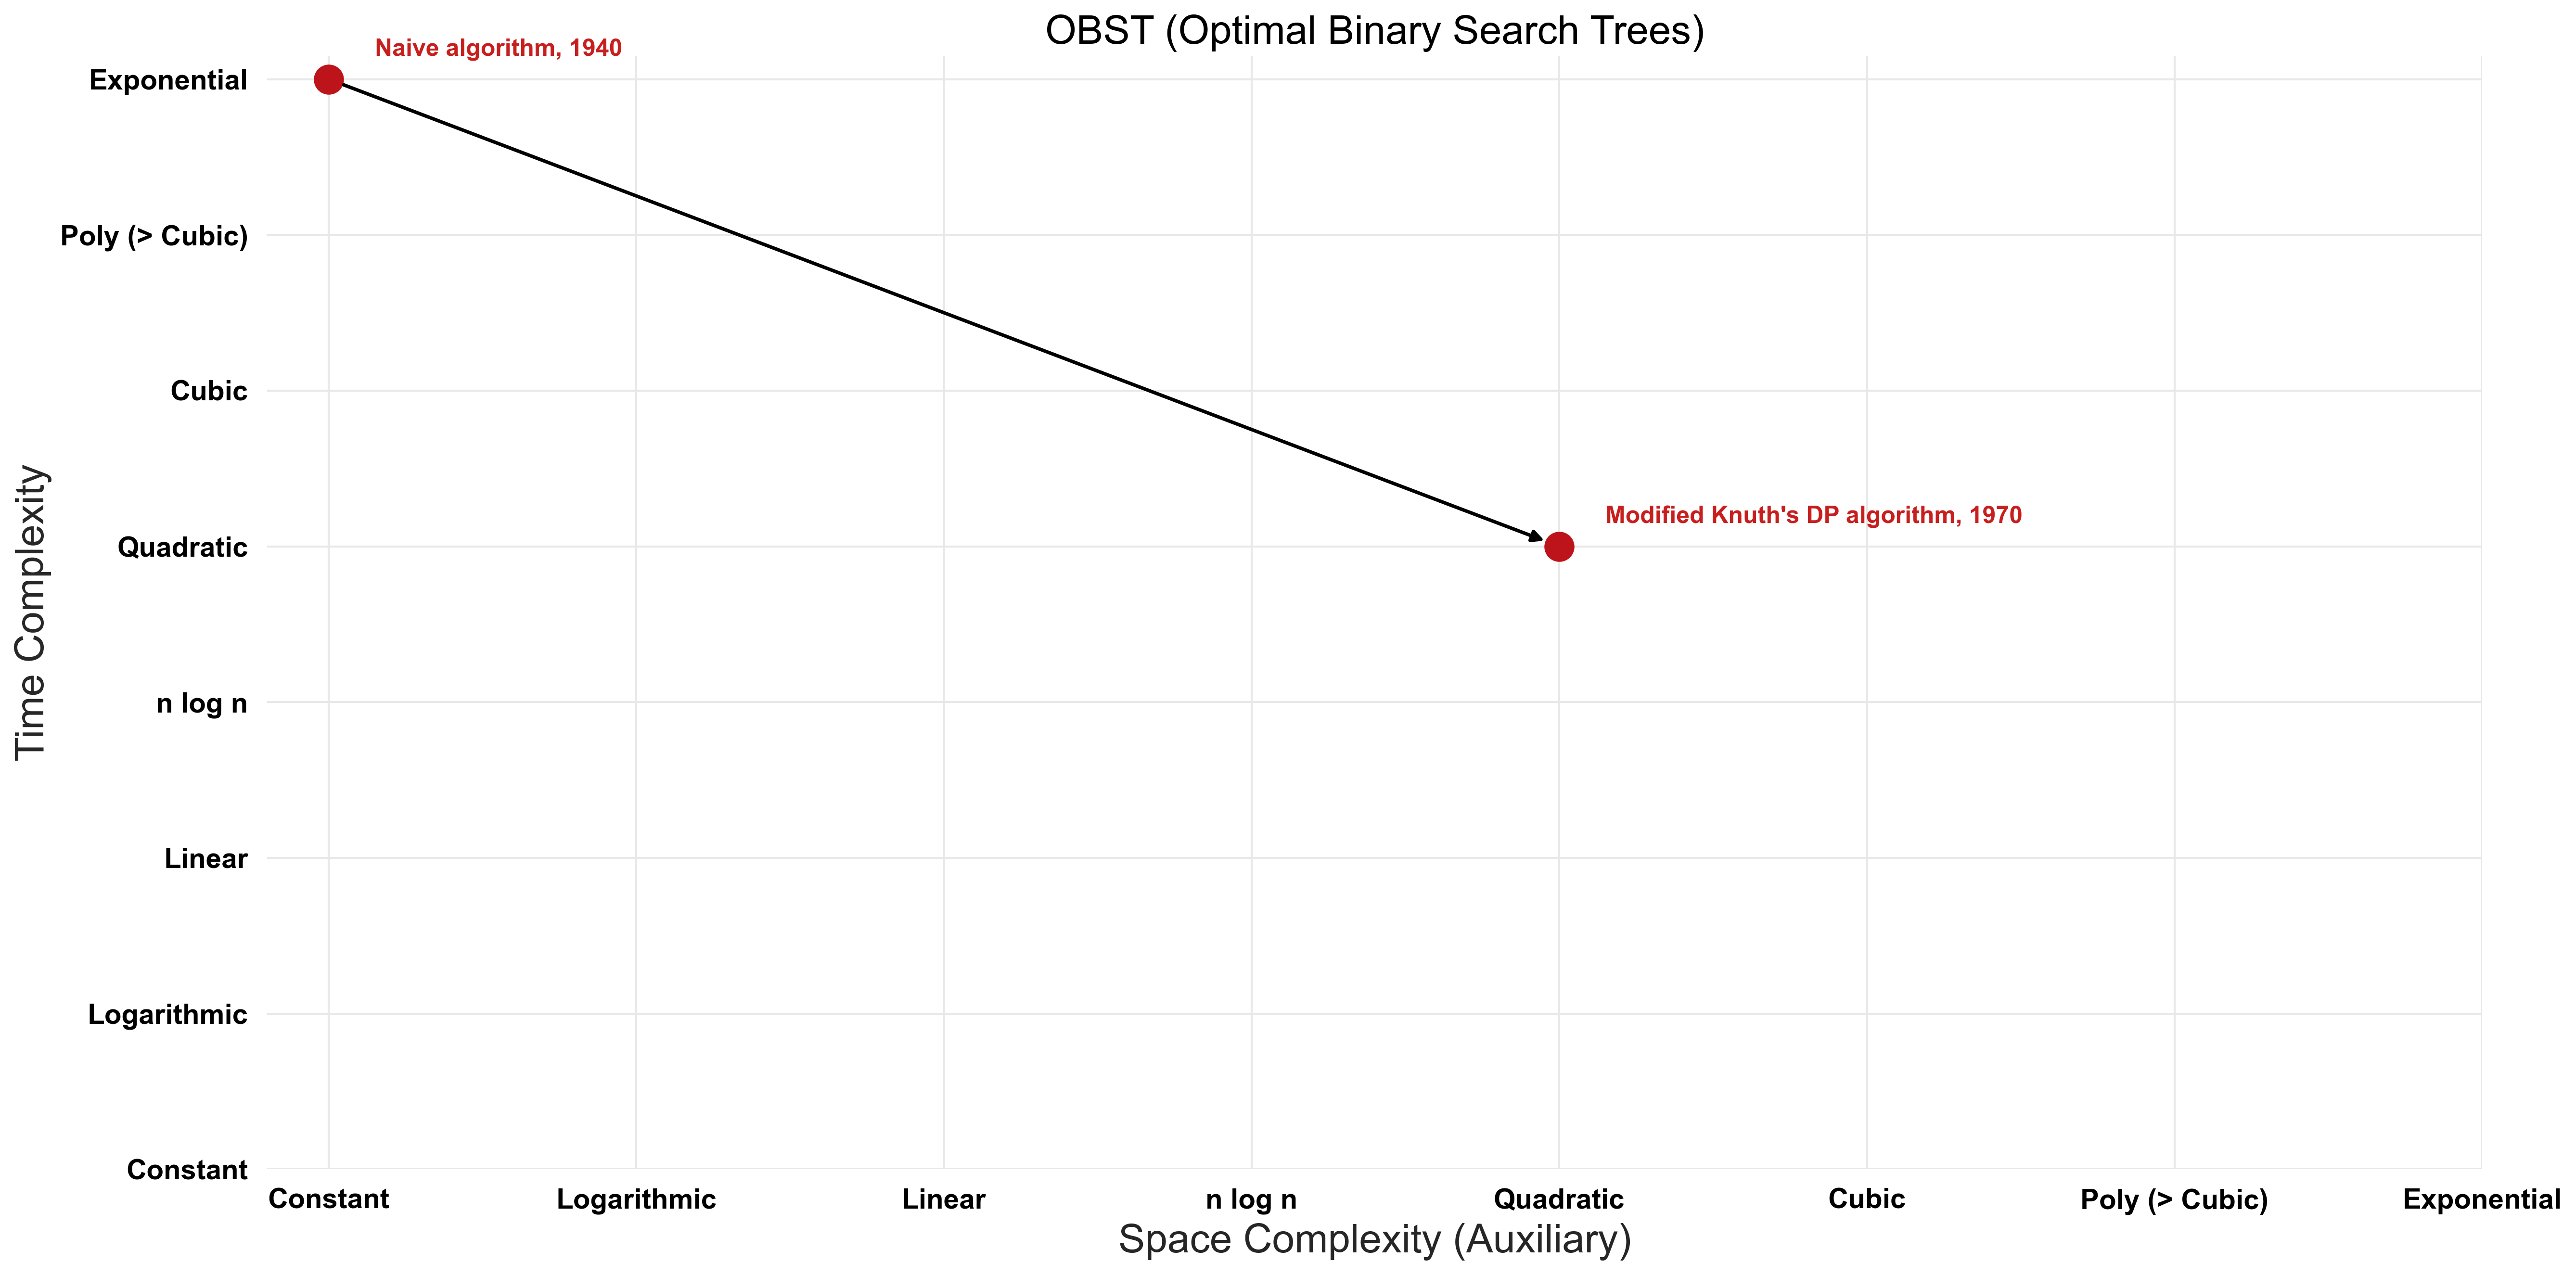 OBST (Optimal Binary Search Trees)
Naive algorithm, 1940
Exponential
Poly (> Cubic)
Cubic
Modified Knuth's DP algorithm, 1970
Quadratic
n log n
Linear
Logarithmic
Constant
Time Complexity
Constant Logarithmic Linear n log n Quadratic Cubic Poly (> Cubic) Exponential
Space Complexity (Auxiliary)